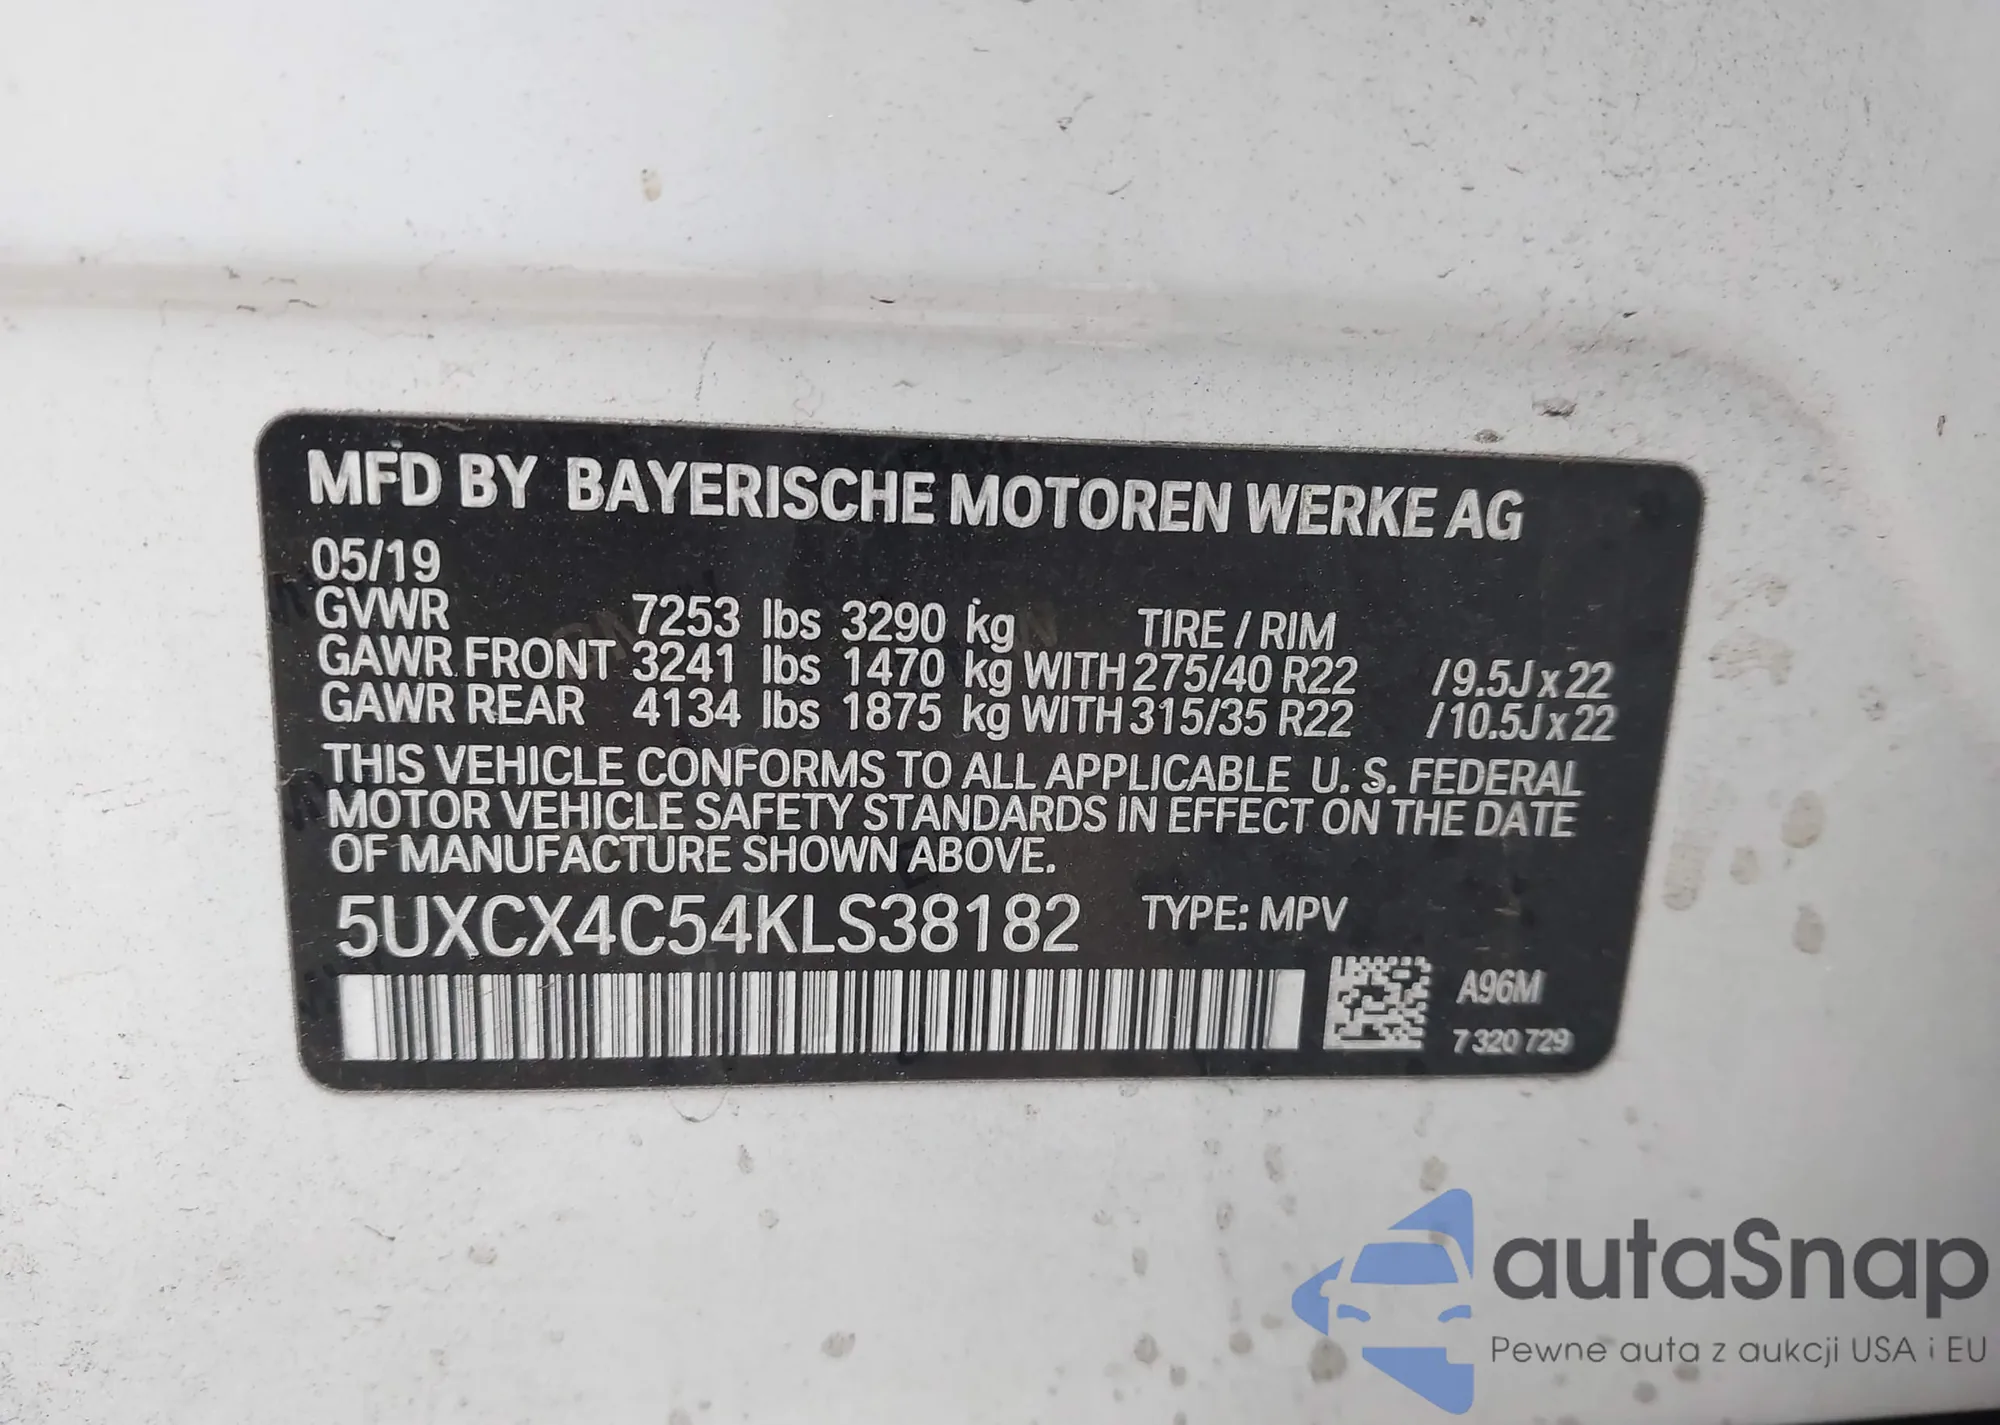 MFD BY BAYERISCHE MOTOREN WERKE AG
05/19
GVWR 7253 lbs 3290 kg TIRE / RIM
GAWR FRONT 3241 lbs 1470 kg WITH 275/40 R22 /9.5J x 22
GAWR REAR 4134 lbs 1875 kg WITH 315/35 R22 /10.5J x 22
THIS VEHICLE CONFORMS TO ALL APPLICABLE U. S. FEDERAL
MOTOR VEHICLE SAFETY STANDARDS IN EFFECT ON THE DATE
OF MANUFACTURE SHOWN ABOVE.
5UXCX4C54KLS38182 TYPE: MPV
A96M
7 320 729
autaSnap
Pewne auta z aukcji USA i EU